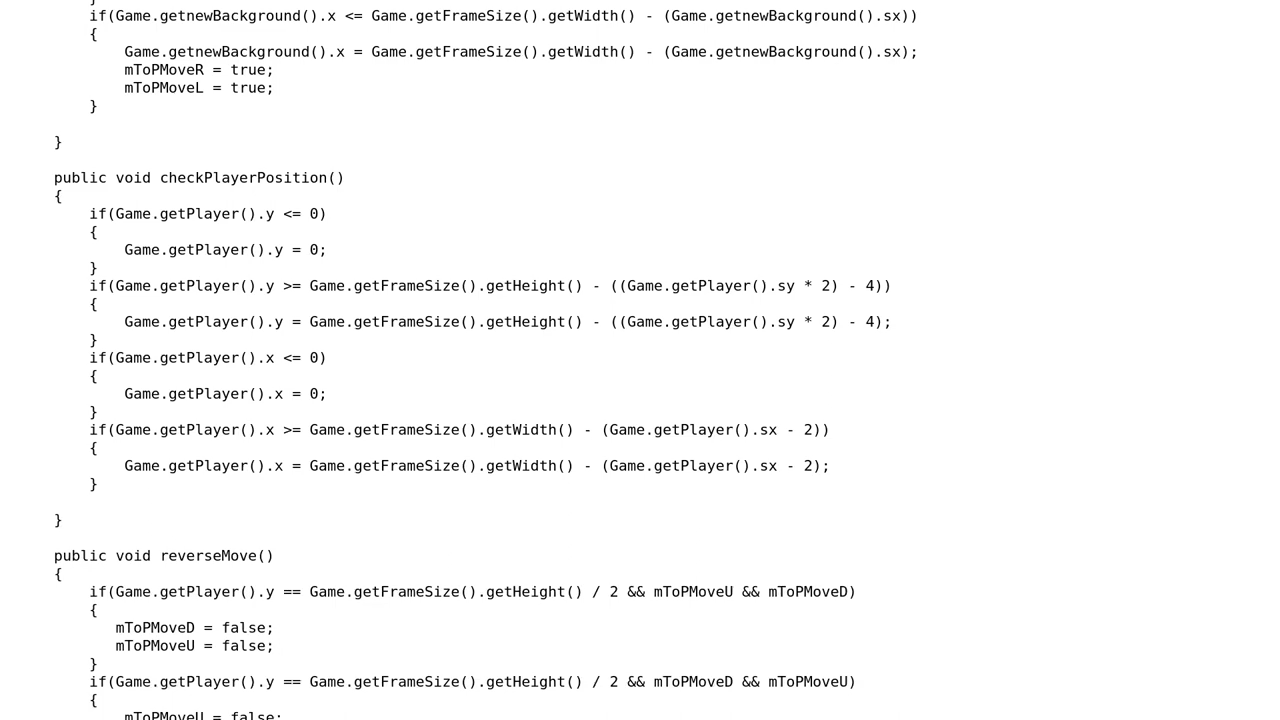 }
if(Game.getnewBackground().x <= Game.getFrameSize().getWidth() - (Game.getnewBackground().sx))
{
Game.getnewBackground().x = Game.getFrameSize().getWidth() - (Game.getnewBackground().sx);
mToPMoveR = true;
mToPMoveL = true;
}
}
public void checkPlayerPosition()
{
if(Game.getPlayer().y <= 0)
{
Game.getPlayer().y = 0;
}
if(Game.getPlayer().y >= Game.getFrameSize().getHeight() - ((Game.getPlayer().sy * 2) - 4))
{
Game.getPlayer().y = Game.getFrameSize().getHeight() - ((Game.getPlayer().sy * 2) - 4);
}
if(Game.getPlayer().x <= 0)
{
Game.getPlayer().x = 0;
}
if(Game.getPlayer().x >= Game.getFrameSize().getWidth() - (Game.getPlayer().sx - 2))
{
Game.getPlayer().x = Game.getFrameSize().getWidth() - (Game.getPlayer().sx - 2);
}
}
public void reverseMove()
{
if(Game.getPlayer().y == Game.getFrameSize().getHeight() / 2 && mToPMoveU && mToPMoveD)
{
mToPMoveD = false;
mToPMoveU = false;
}
if(Game.getPlayer().y == Game.getFrameSize().getHeight() / 2 && mToPMoveD && mToPMoveU)
{
mToPMoveU = false;